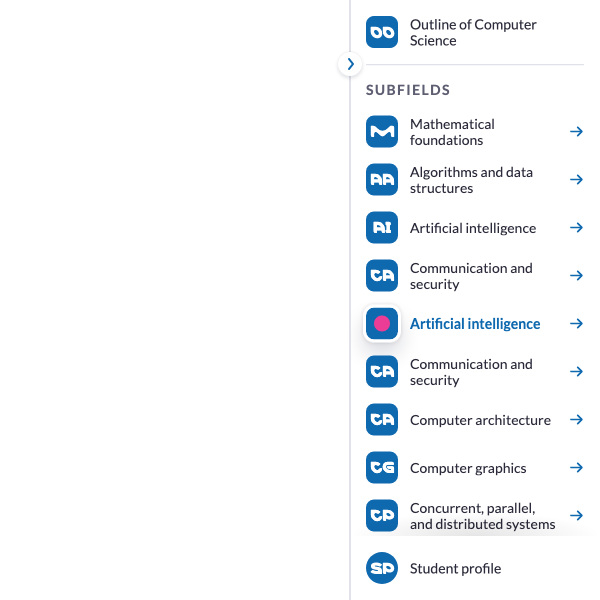 Outline of Computer
Science
SUBFIELDS
Mathematical
foundations
AA
Algorithms and data
structures
AI
Artificial intelligence
CA
Communication and
security
Artificial intelligence
CA
Communication and
security
CA
Computer architecture
CG
Computer graphics
CP
Concurrent, parallel,
and distributed systems
SP
Student profile